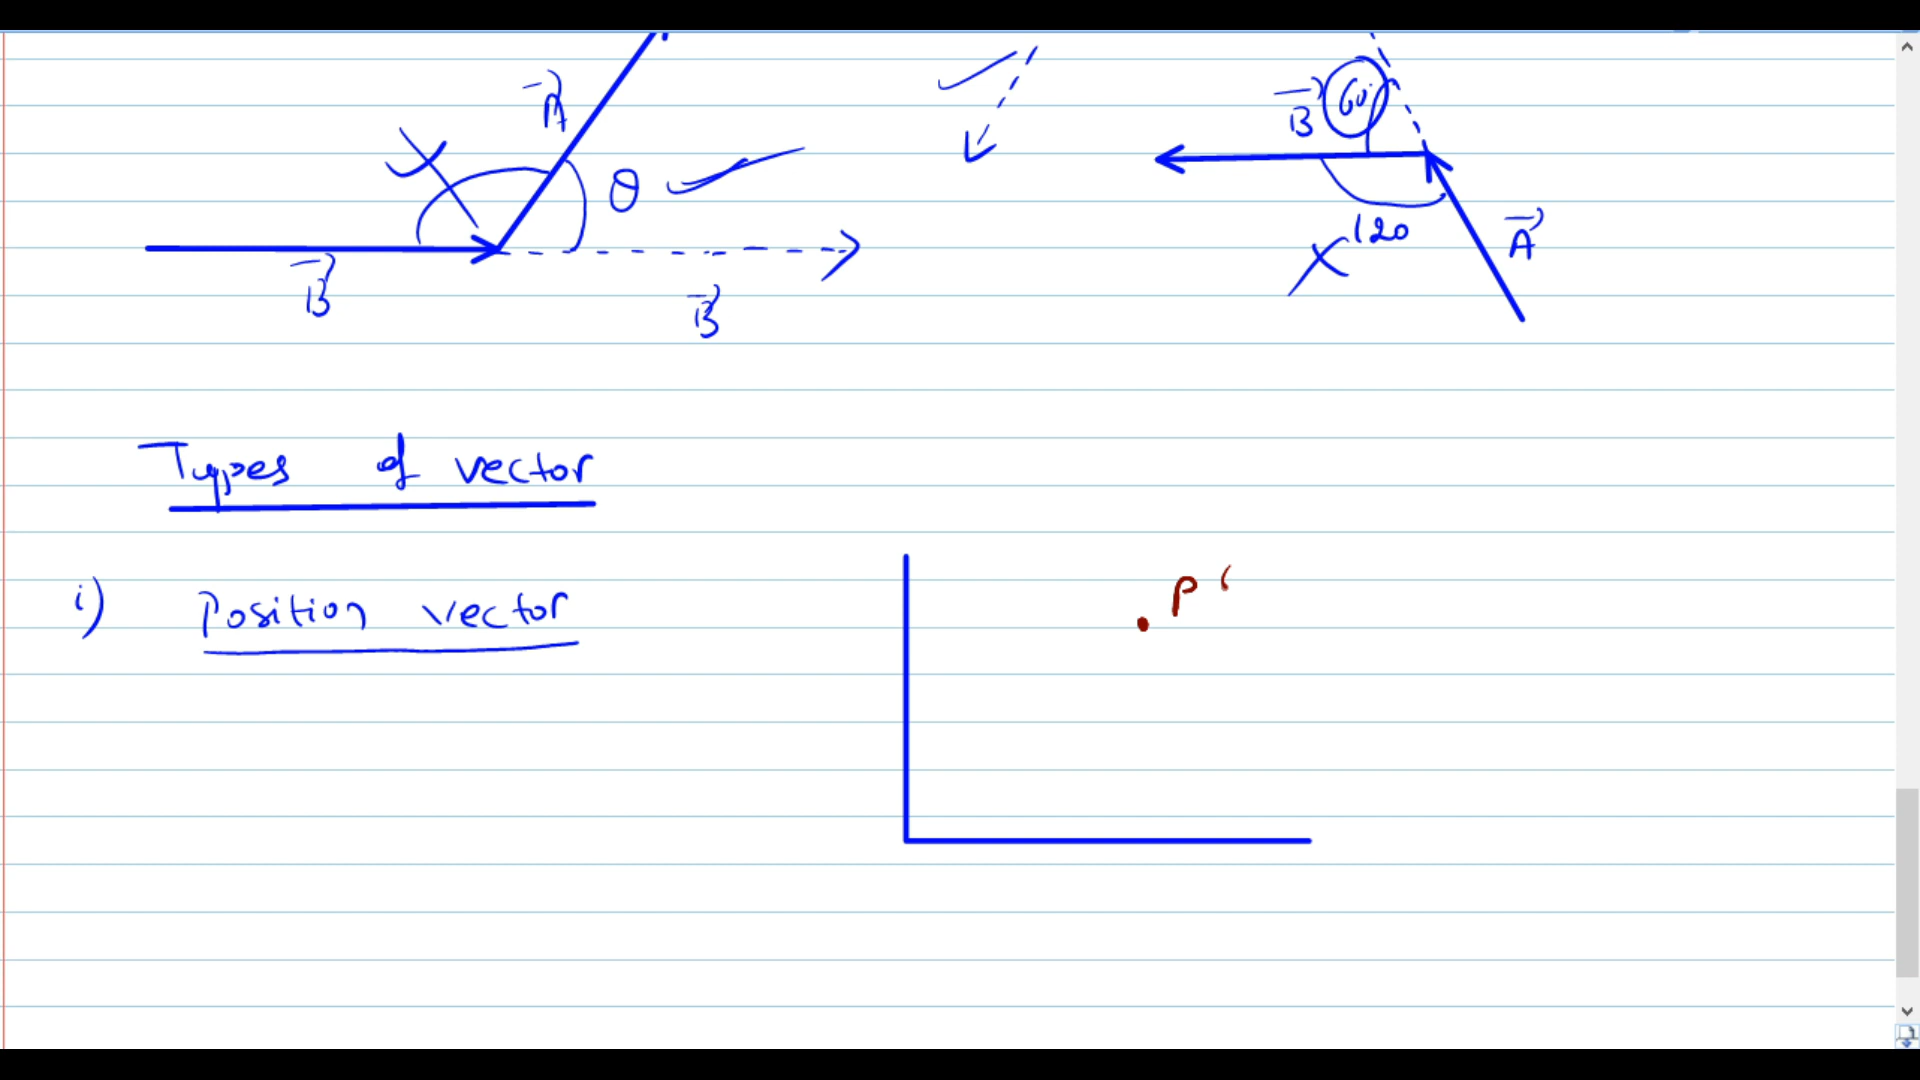 A
B 60
θ
120
A
B
B
Types of vector
P (
i) Position vector